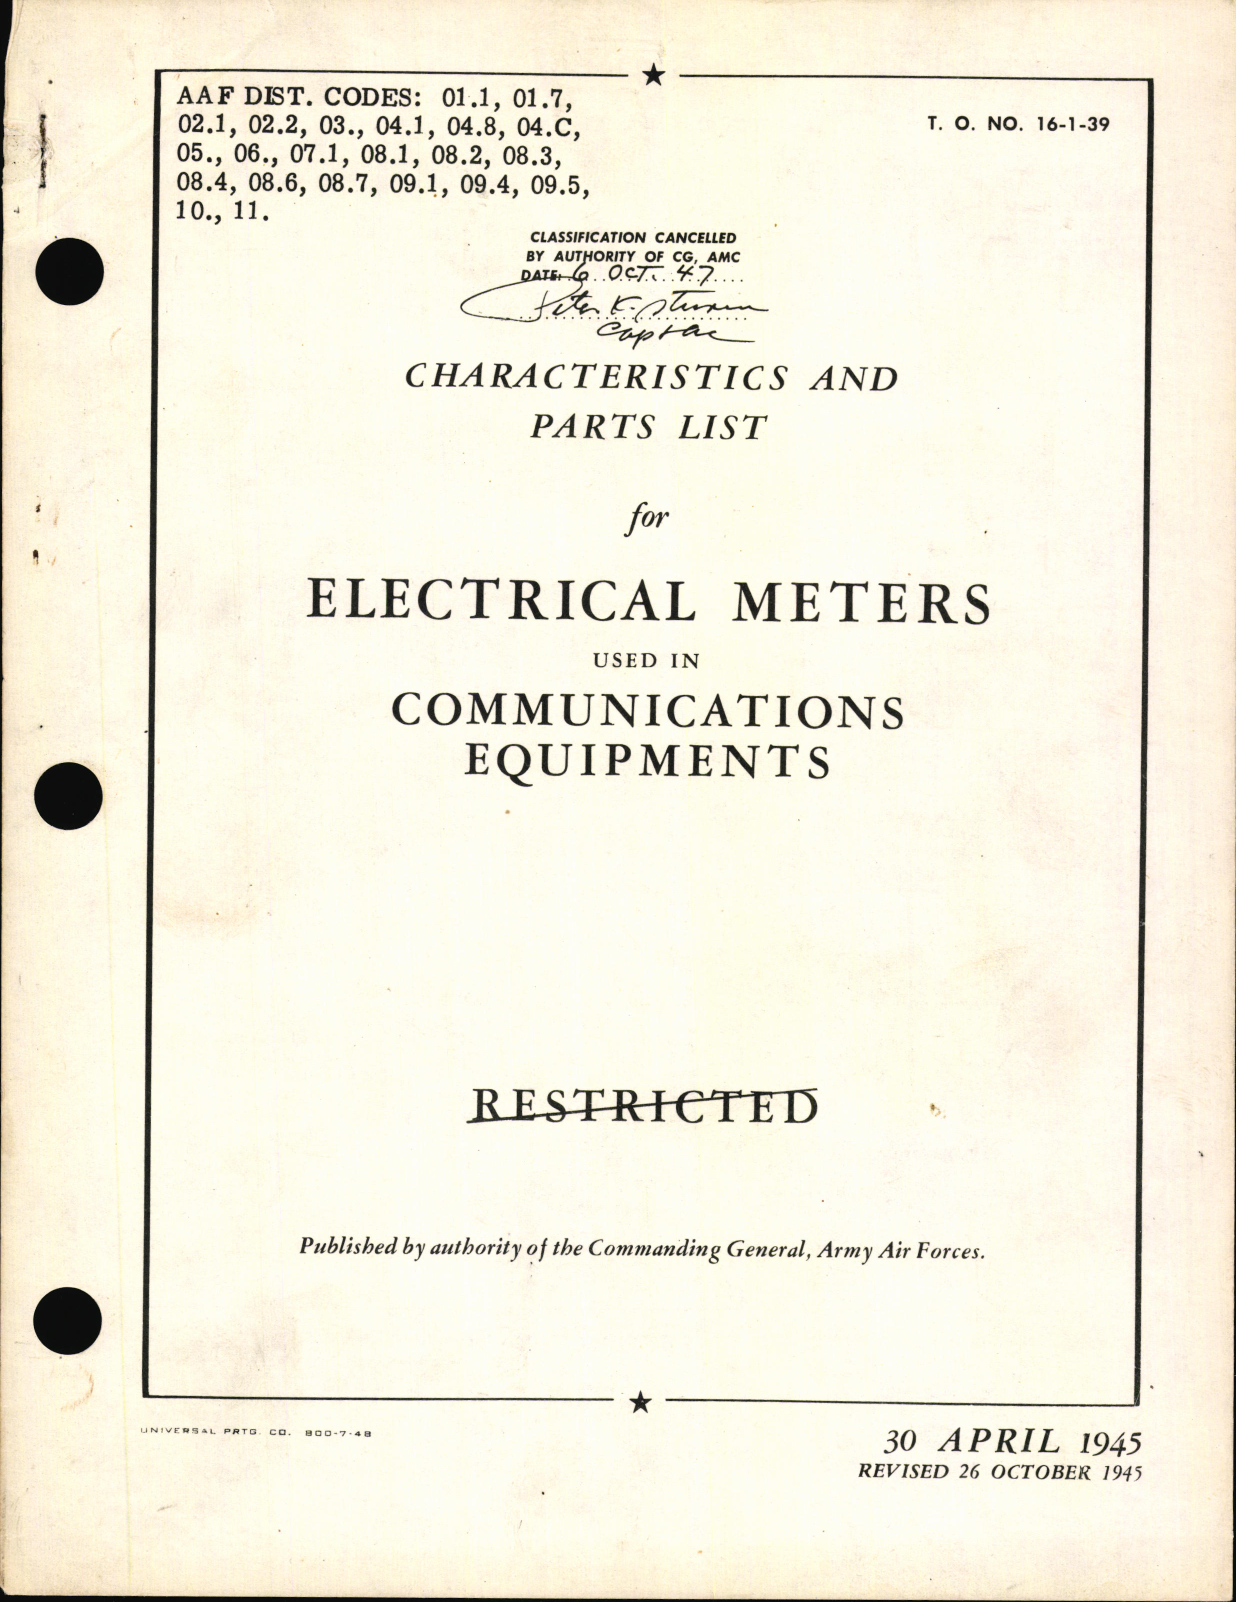 AAF DIST. CODES: 01.1, 01.7,
02.1, 02.2, 03., 04.1, 04.8, 04.C,
05., 06., 07.1, 08.1, 08.2, 08.3,
08.4, 08.6, 08.7, 09.1, 09.4, 09.5,
10., 11.
T. O. NO. 16-1-39
CLASSIFICATION CANCELLED
BY AUTHORITY OF CG, AMC
DATE: 6 OCT. 47
Peter K.
CHARACTERISTICS AND
PARTS LIST
for
ELECTRICAL METERS
USED IN
COMMUNICATIONS
EQUIPMENTS
RESTRICTED
Published by authority of the Commanding General, Army Air Forces.
UNIVERSAL PRTG. CO. 800-7-48
30 APRIL 1945
REVISED 26 OCTOBER 1945